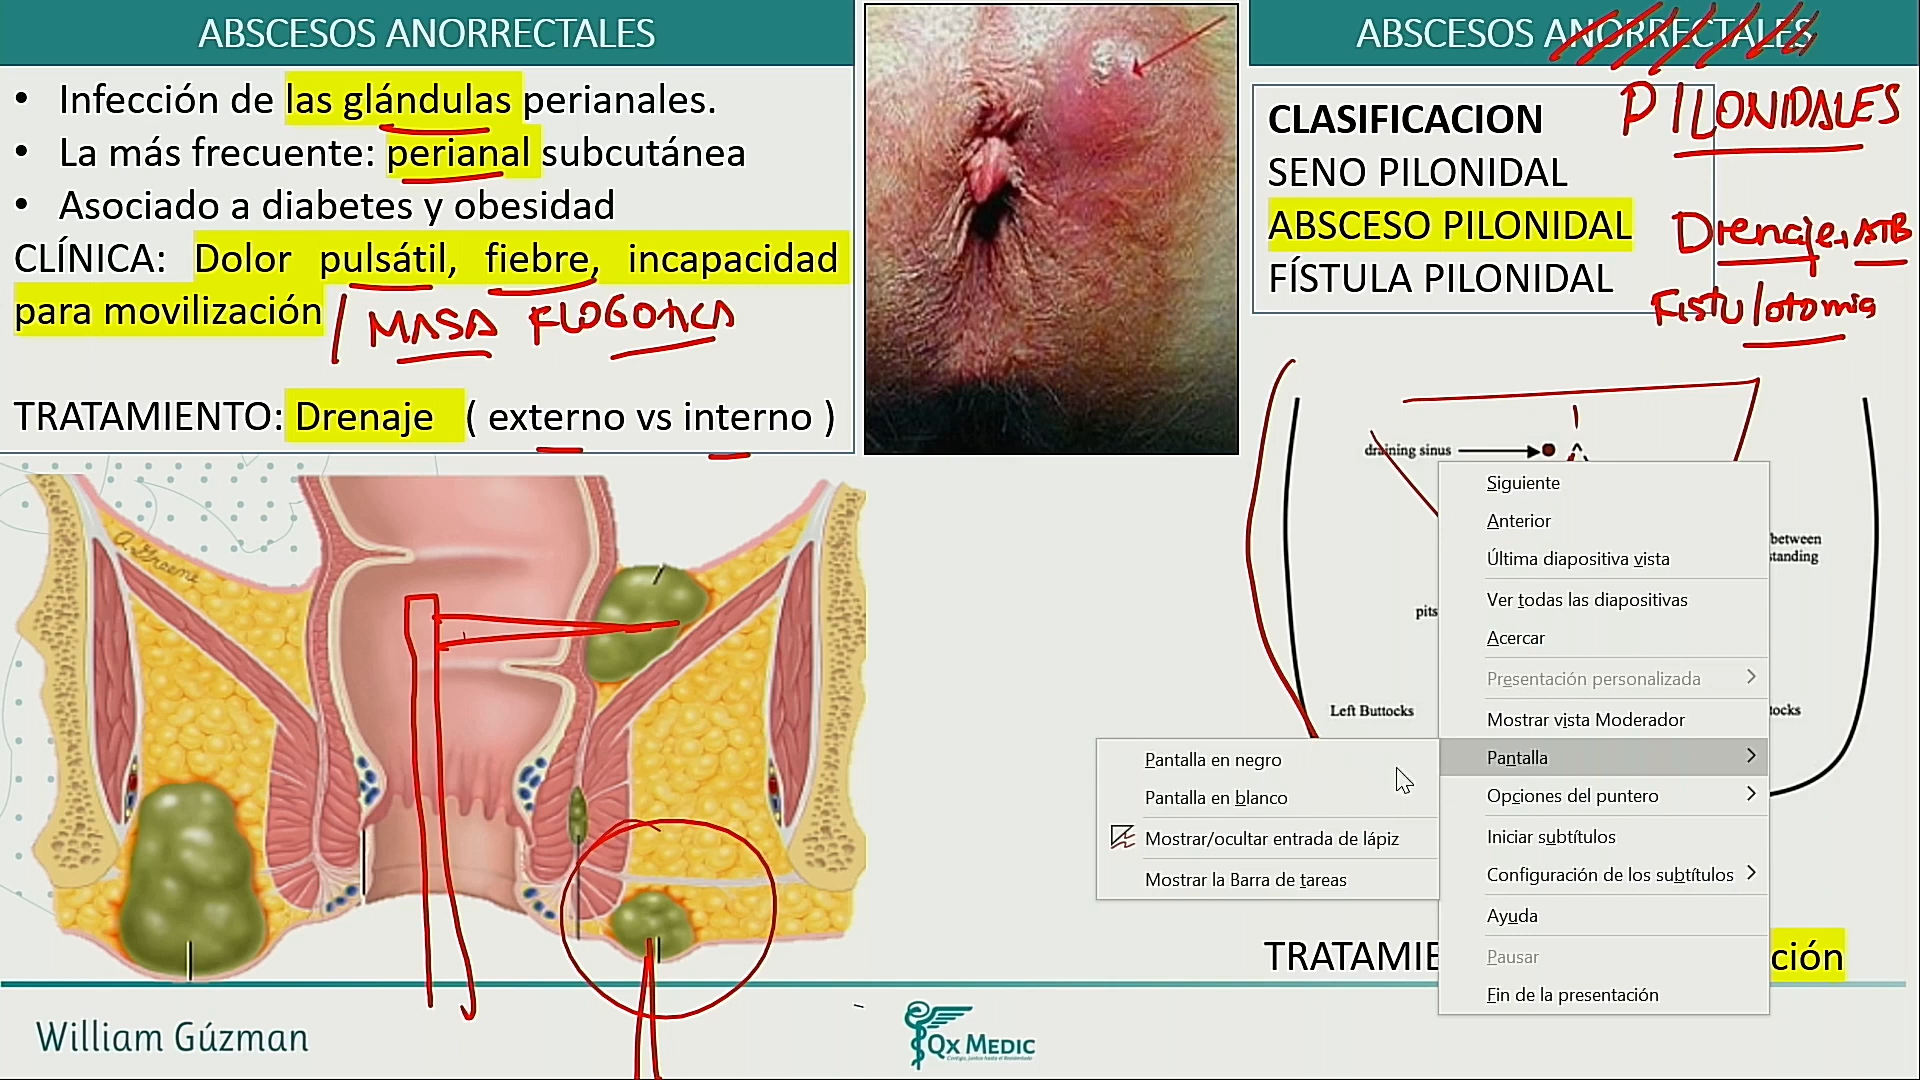 ABSCESOS ANORRECTALES
• Infección de las glándulas perianales.
• La más frecuente: perianal subcutánea
• Asociado a diabetes y obesidad
CLÍNICA: Dolor pulsátil, fiebre, incapacidad
para movilización / MASA FLOGOTICA
TRATAMIENTO: Drenaje ( externo vs interno )
ABSCESOS ANORRECTALES
PILONIDALES
CLASIFICACION
SENO PILONIDAL
ABSCESO PILONIDAL
Drenaje, ATB
FÍSTULA PILONIDAL
Fistulotomia
draining sinus
between
standing
pits
Left Buttocks
tocks
Siguiente
Anterior
Última diapositiva vista
Ver todas las diapositivas
Acercar
Presentación personalizada
Mostrar vista Moderador
Pantalla
Opciones del puntero
Iniciar subtítulos
Configuración de los subtítulos
Ayuda
Pausar
Fin de la presentación
Pantalla en negro
Pantalla en blanco
Mostrar/ocultar entrada de lápiz
Mostrar la Barra de tareas
TRATAMIE
ción
William Gúzman
QX MEDIC